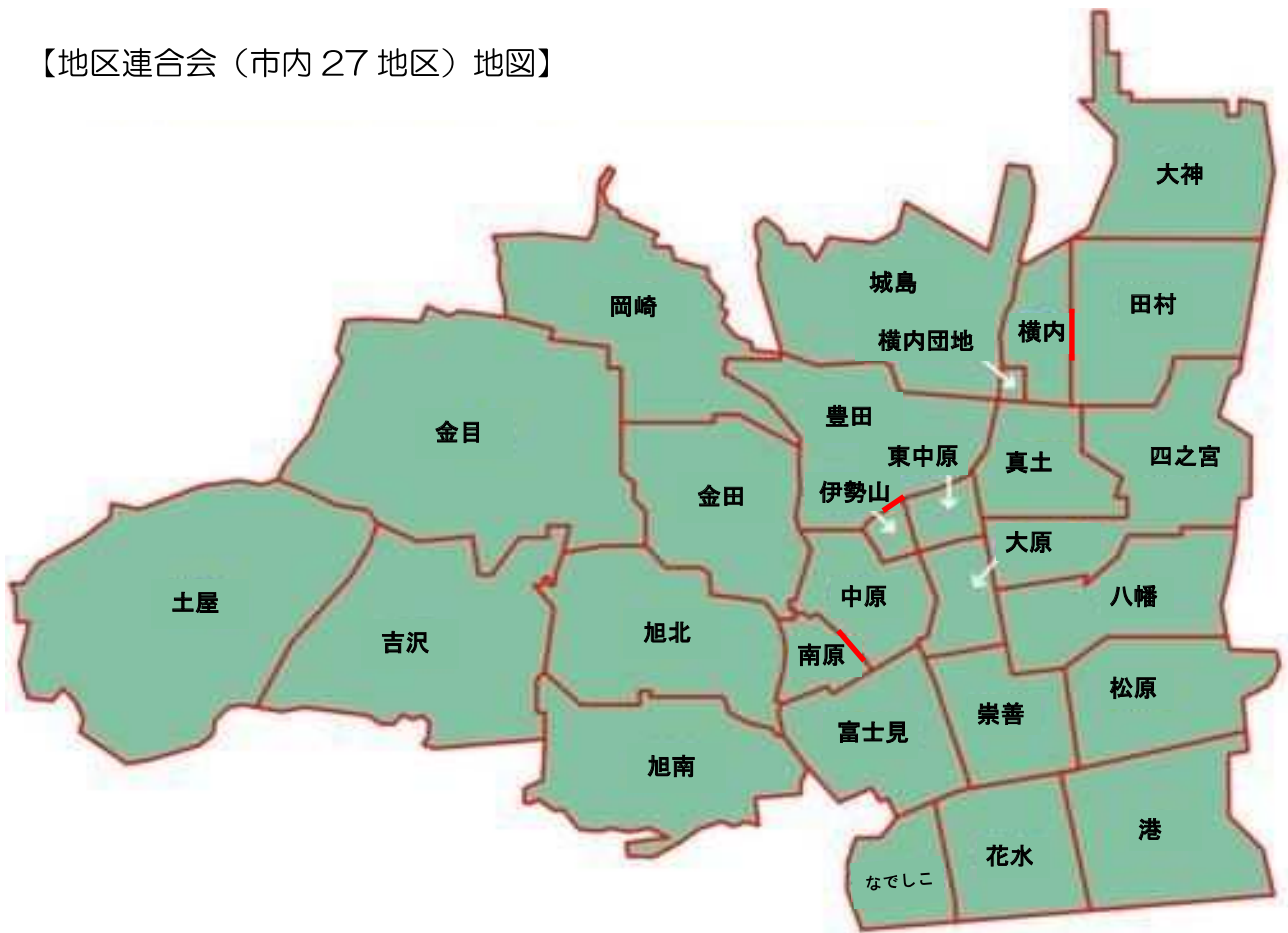 【地区連合会（市内27地区）地図】
大神
城島
岡崎
田村
横内
横内団地
豊田
金目
東中原
真土
四之宮
伊勢山
金田
大原
中原
八幡
土屋
旭北
吉沢
南原
松原
崇善
富士見
旭南
港
花水
なでしこ